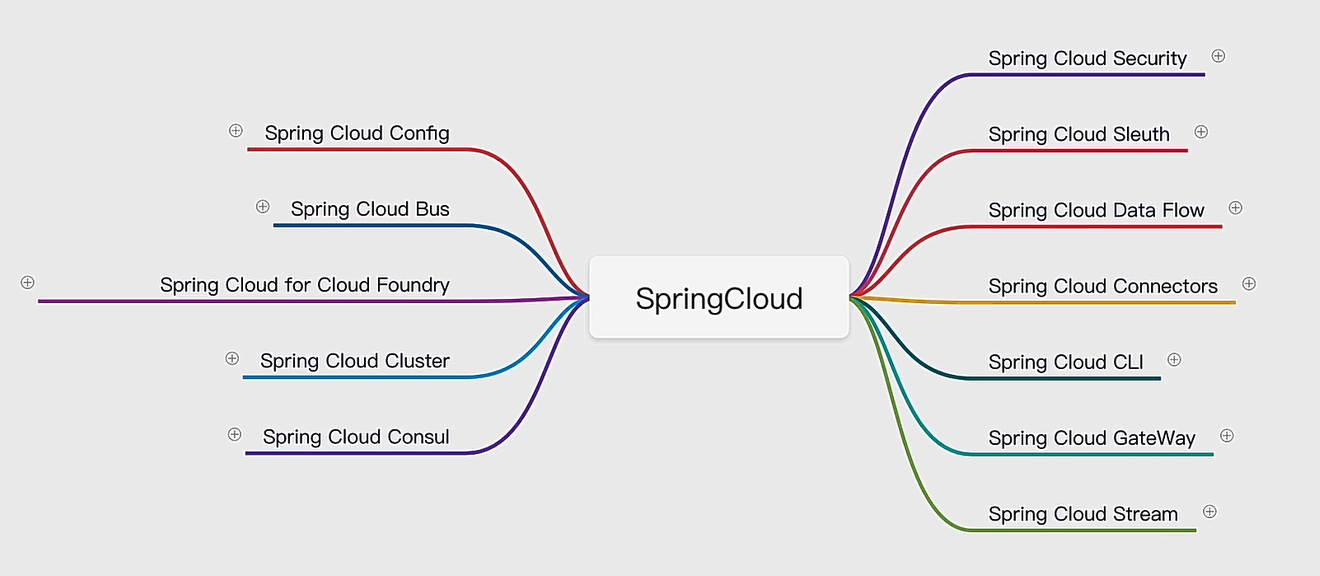 SpringCloud
Spring Cloud Config
Spring Cloud Bus
Spring Cloud for Cloud Foundry
Spring Cloud Cluster
Spring Cloud Consul
Spring Cloud Security
Spring Cloud Sleuth
Spring Cloud Data Flow
Spring Cloud Connectors
Spring Cloud CLI
Spring Cloud GateWay
Spring Cloud Stream